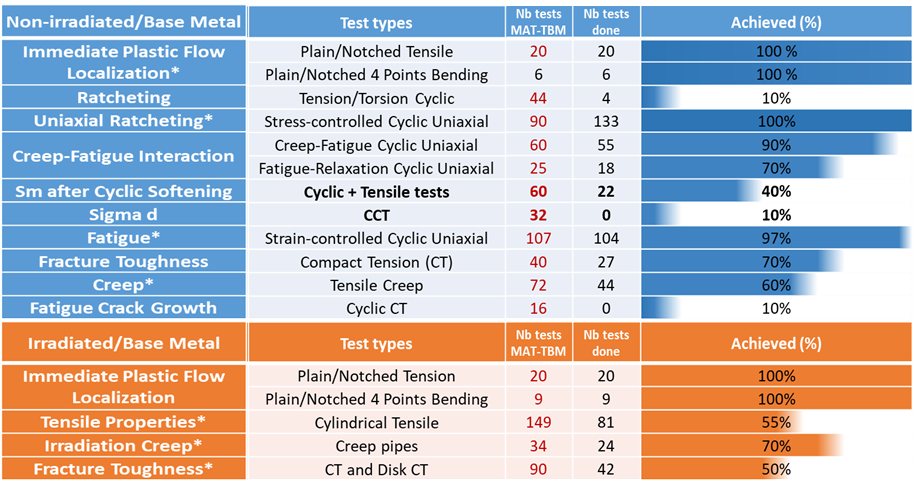 Non-irradiated/Base Metal Test types Nb tests MAT-TBM Nb tests done Achieved (%)
Immediate Plastic Flow Localization* Plain/Notched Tensile 20 20 100 %
Plain/Notched 4 Points Bending 6 6 100 %
Ratcheting Tension/Torsion Cyclic 44 4 10%
Uniaxial Ratcheting* Stress-controlled Cyclic Uniaxial 90 133 100%
Creep-Fatigue Interaction Creep-Fatigue Cyclic Uniaxial 60 55 90%
Fatigue-Relaxation Cyclic Uniaxial 25 18 70%
Sm after Cyclic Softening Cyclic + Tensile tests 60 22 40%
Sigma d CCT 32 0 10%
Fatigue* Strain-controlled Cyclic Uniaxial 107 104 97%
Fracture Toughness Compact Tension (CT) 40 27 70%
Creep* Tensile Creep 72 44 60%
Fatigue Crack Growth Cyclic CT 16 0 10%
Irradiated/Base Metal Test types Nb tests MAT-TBM Nb tests done Achieved (%)
Immediate Plastic Flow Localization Plain/Notched Tension 20 20 100%
Plain/Notched 4 Points Bending 9 9 100%
Tensile Properties* Cylindrical Tensile 149 81 55%
Irradiation Creep* Creep pipes 34 24 70%
Fracture Toughness* CT and Disk CT 90 42 50%